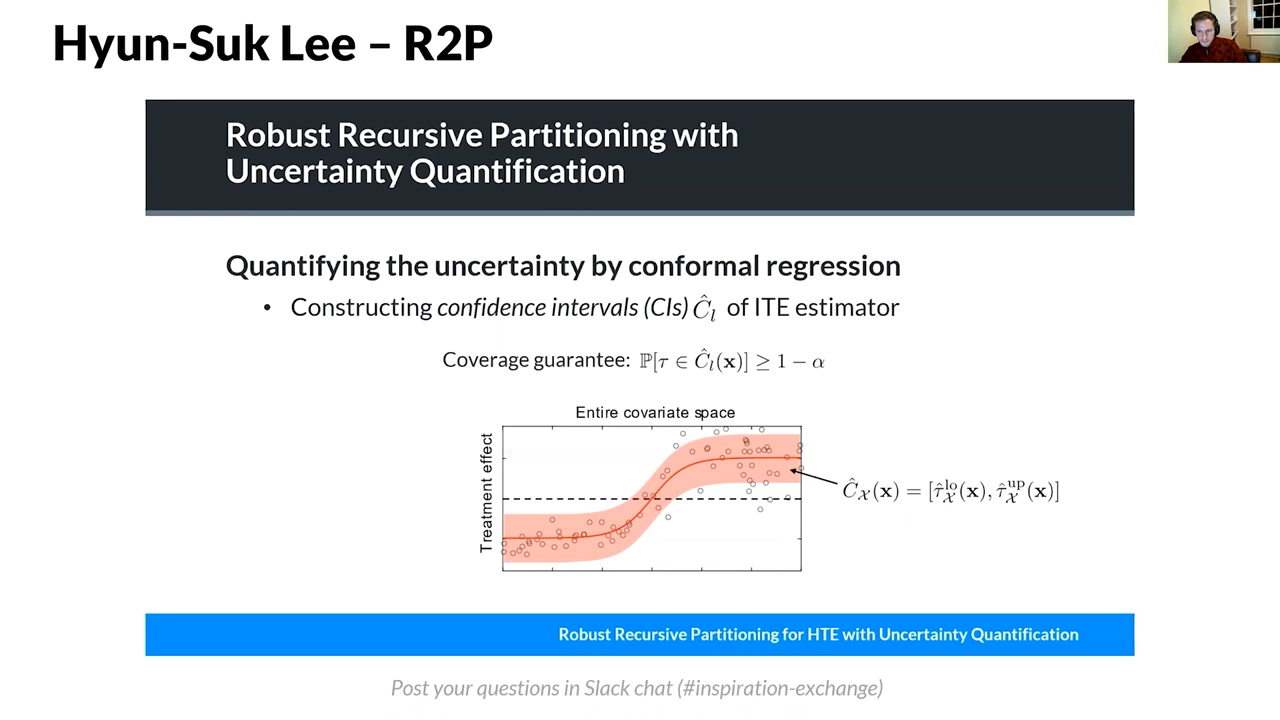 Hyun-Suk Lee – R2P
Robust Recursive Partitioning with
Uncertainty Quantification
Quantifying the uncertainty by conformal regression
• Constructing confidence intervals (CIs) Ĉ_l of ITE estimator
Coverage guarantee: ℙ[τ ∈ Ĉ_l(𝐱)] ≥ 1 − α
Entire covariate space
Treatment effect
Ĉ_𝒳(𝐱) = [τ̂_𝒳^lo(𝐱), τ̂_𝒳^up(𝐱)]
Robust Recursive Partitioning for HTE with Uncertainty Quantification
Post your questions in Slack chat (#inspiration-exchange)